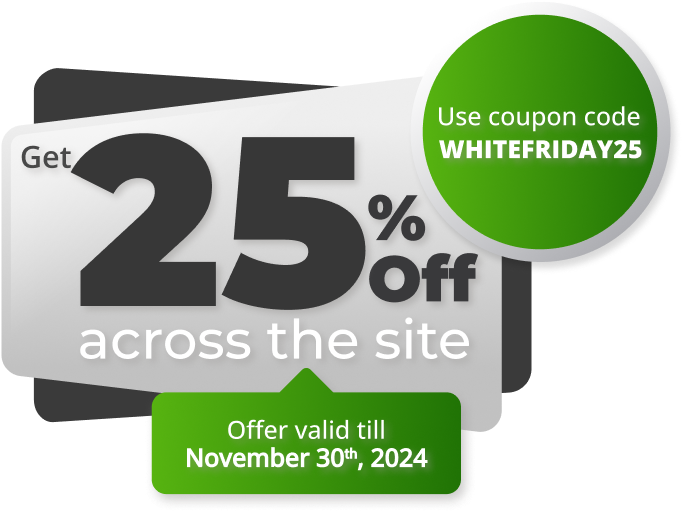 Get
25
%
Off
across the site
Use coupon code
WHITEFRIDAY25
Offer valid till
November 30th, 2024